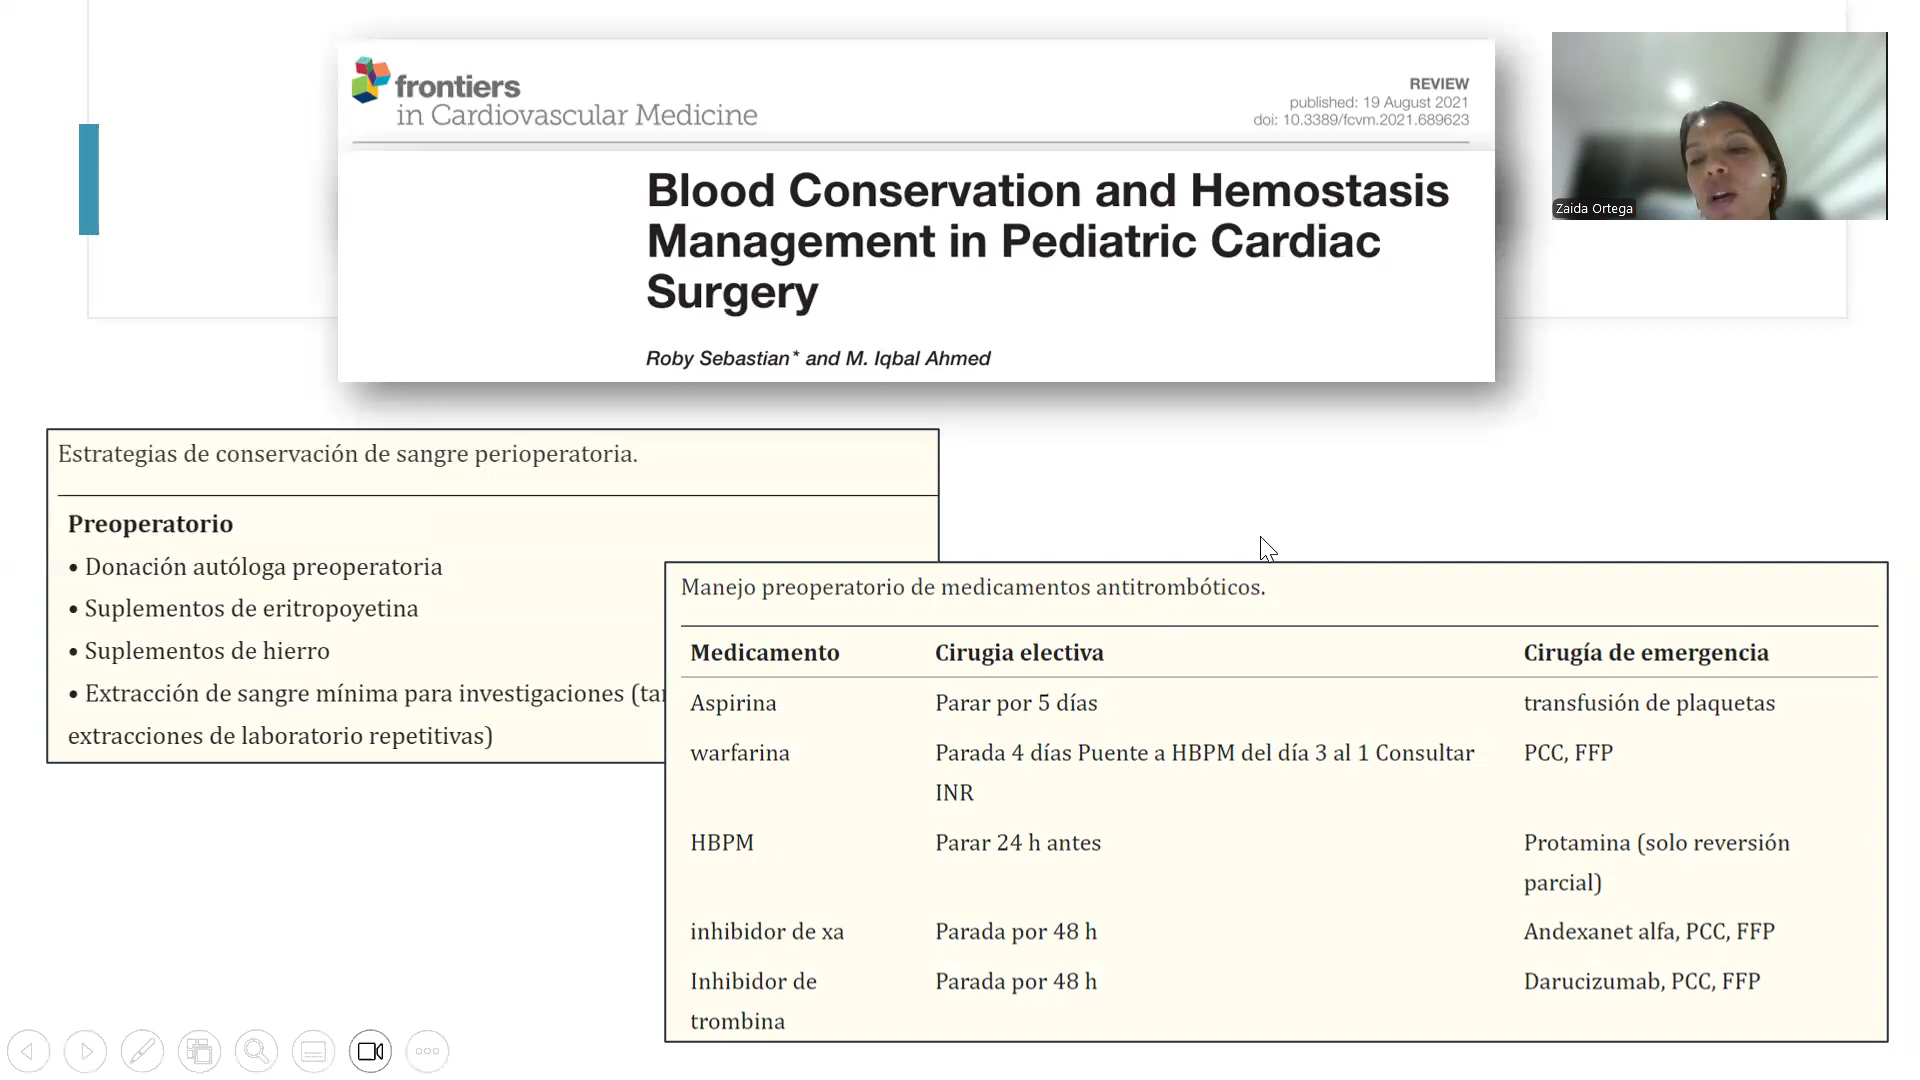 frontiers
in Cardiovascular Medicine
REVIEW
published: 19 August 2021
doi: 10.3389/fcvm.2021.689623
Blood Conservation and Hemostasis
Management in Pediatric Cardiac
Surgery
Roby Sebastian* and M. Iqbal Ahmed
Zaida Ortega
Estrategias de conservación de sangre perioperatoria.
Preoperatorio
• Donación autóloga preoperatoria
• Suplementos de eritropoyetina
• Suplementos de hierro
• Extracción de sangre mínima para investigaciones
extracciones de laboratorio repetitivas)
Manejo preoperatorio de medicamentos antitrombóticos.
Medicamento Cirugia electiva Cirugía de emergencia
Aspirina Parar por 5 días transfusión de plaquetas
warfarina Parada 4 días Puente a HBPM del día 3 al 1 Consultar PCC, FFP
INR
HBPM Parar 24 h antes Protamina (solo reversión
parcial)
inhibidor de xa Parada por 48 h Andexanet alfa, PCC, FFP
Inhibidor de Parada por 48 h Darucizumab, PCC, FFP
trombina